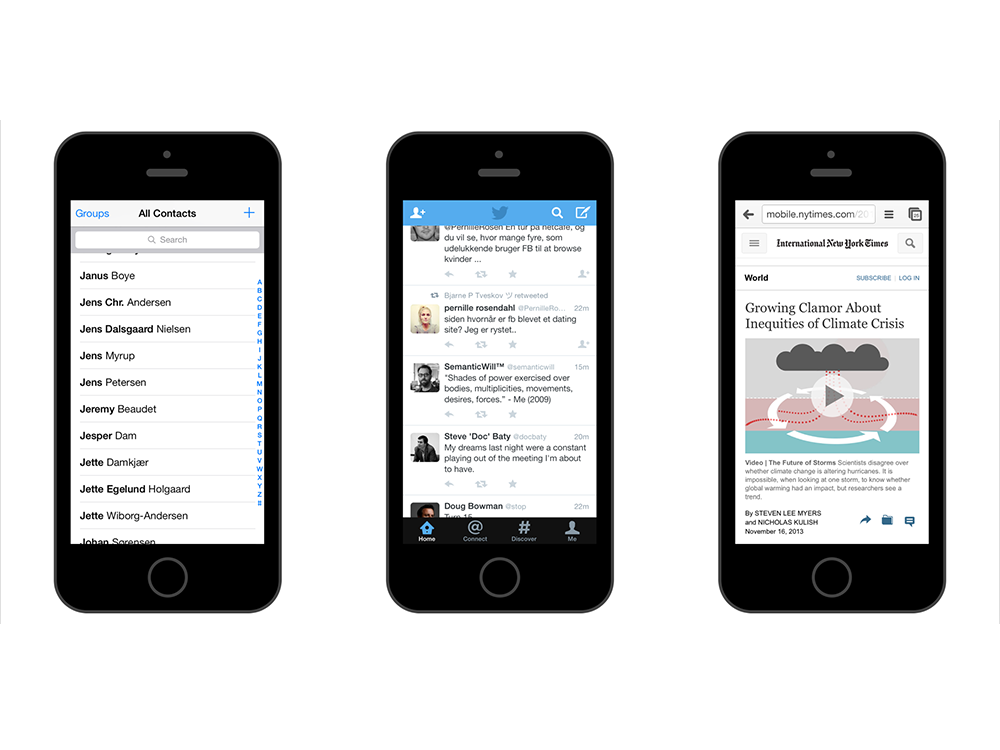 Groups
All Contacts
+
Search
Janus Boye
Jens Chr. Andersen
Jens Dalsgaard Nielsen
Jens Myrup
Jens Petersen
Jeremy Beaudet
Jesper Dam
Jette Damkjær
Jette Egelund Holgaard
Jette Wiborg-Andersen
Johan Sørensen
A
B
C
D
E
F
G
H
I
J
K
L
M
N
O
P
Q
R
S
T
U
V
W
X
Y
Z
#
@PernilleRosen En tur på netcafé, og
du vil se, hvor mange fyre, som
udelukkende bruger FB til at browse
kvinder ...
Bjarne P Tveskov ツ retweeted
pernille rosendahl @PernilleRo... 22m
siden hvornår er fb blevet et dating
site? Jeg er rystet..
SemanticWill™ @semanticwill 15m
"Shades of power exercised over
bodies, multiplicities, movements,
desires, forces." - Me (2009)
Steve 'Doc' Baty @docbaty 20m
My dreams last night were a constant
playing out of the meeting I'm about
to have.
Doug Bowman @stop 22m
Turn 15
Home
@
Connect
#
Discover
Me
mobile.nytimes.com/20
International New York Times
World
SUBSCRIBE | LOG IN
Growing Clamor About
Inequities of Climate Crisis
Video | The Future of Storms Scientists disagree over
whether climate change is altering hurricanes. It is
impossible, when looking at one storm, to know whether
global warming had an impact, but researchers see a
trend.
By STEVEN LEE MYERS
and NICHOLAS KULISH
November 16, 2013